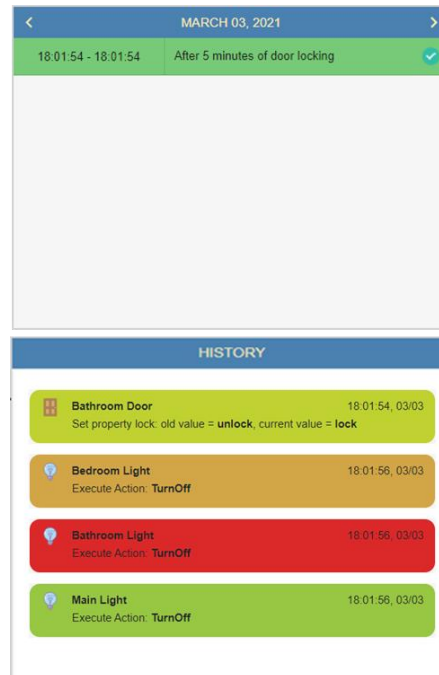 MARCH 03, 2021
18:01:54 - 18:01:54 After 5 minutes of door locking
HISTORY
Bathroom Door 18:01:54, 03/03
Set property lock: old value = unlock, current value = lock
Bedroom Light 18:01:56, 03/03
Execute Action: TurnOff
Bathroom Light 18:01:56, 03/03
Execute Action: TurnOff
Main Light 18:01:56, 03/03
Execute Action: TurnOff